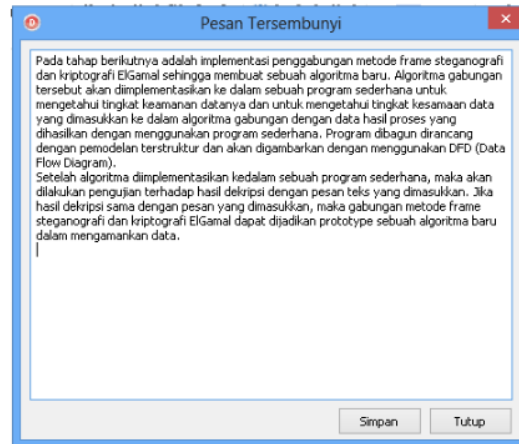 Pesan Tersembunyi
Pada tahap berikutnya adalah implementasi penggabungan metode frame steganografi
dan kriptografi ElGamal sehingga membuat sebuah algoritma baru. Algoritma gabungan
tersebut akan diimplementasikan ke dalam sebuah program sederhana untuk
mengetahui tingkat keamanan datanya dan untuk mengetahui tingkat kesamaan data
yang dimasukkan ke dalam algoritma gabungan dengan data hasil proses yang
dihasilkan dengan menggunakan program sederhana. Program dibagun dirancang
dengan pemodelan terstruktur dan akan digambarkan dengan menggunakan DFD (Data
Flow Diagram).
Setelah algoritma diimplementasikan kedalam sebuah program sederhana, maka akan
dilakukan pengujian terhadap hasil dekripsi dengan pesan teks yang dimasukkan. Jika
hasil dekripsi sama dengan pesan yang dimasukkan, maka gabungan metode frame
steganografi dan kriptografi ElGamal dapat dijadikan prototype sebuah algoritma baru
dalam mengamankan data.
Simpan Tutup